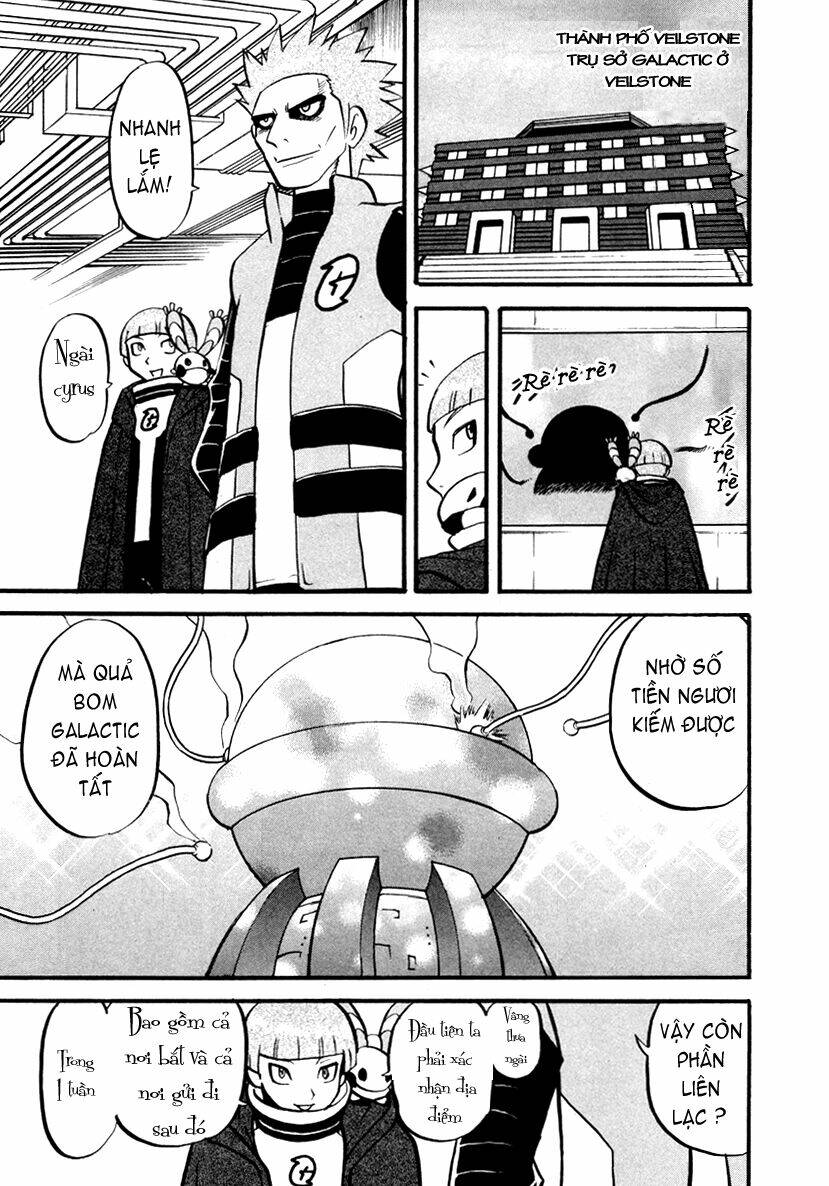 THÀNH PHỐ VEILSTONE
TRỤ SỞ GALACTIC Ở
VEILSTONE
NHANH
LẸ
LẮM!
Ngài
cyrus
Rè rè rè
Rè
rè
rè
NHỜ SỐ
TIỀN NGƯƠI
KIẾM ĐƯỢC
MÀ QUẢ
BOM
GALACTIC
ĐÃ HOÀN
TẤT
VẬY CÒN
PHẦN
LIÊN
LẠC ?
Vâng
thưa
ngài
Đầu tiên ta
phải xác
nhận địa
điểm
Bao gồm cả
nơi bắt và cả
nơi gửi đi
sau đó
Trong
1 tuần